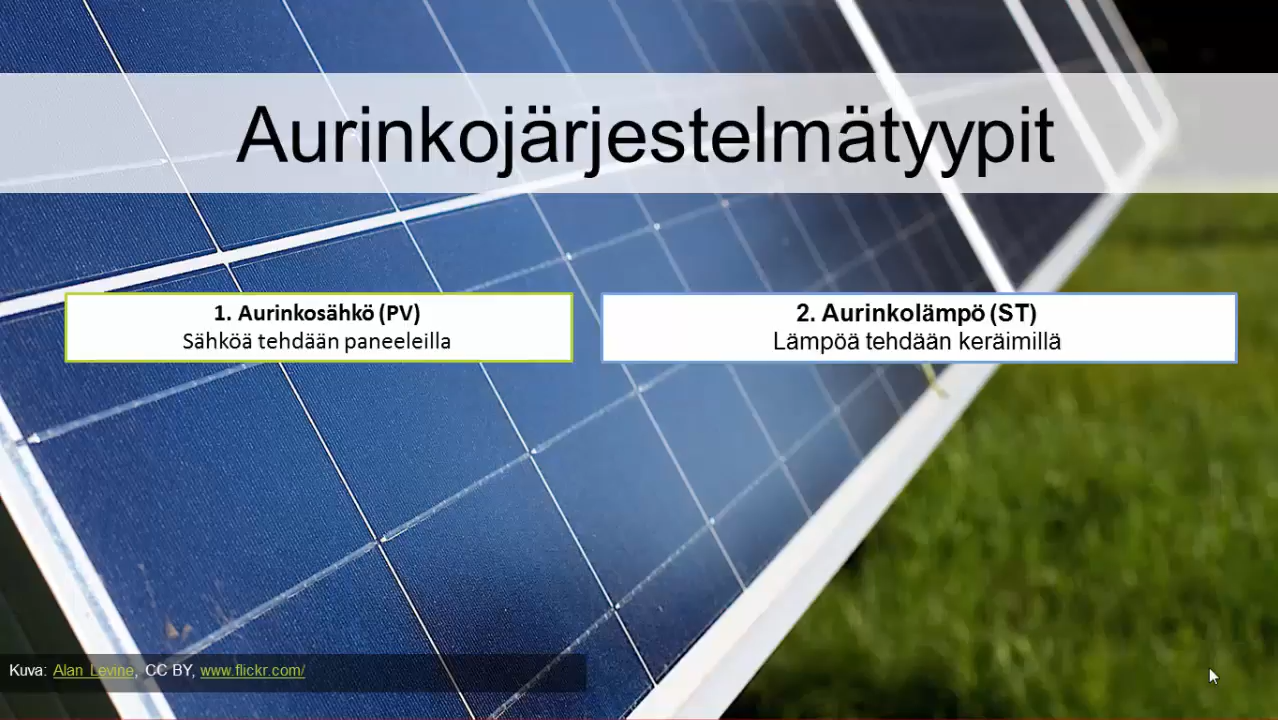 Aurinkojärjestelmätyypit
1. Aurinkosähkö (PV)
Sähköä tehdään paneeleilla
2. Aurinkolämpö (ST)
Lämpöä tehdään keräimillä
Kuva: Alan Levine, CC BY, www.flickr.com/